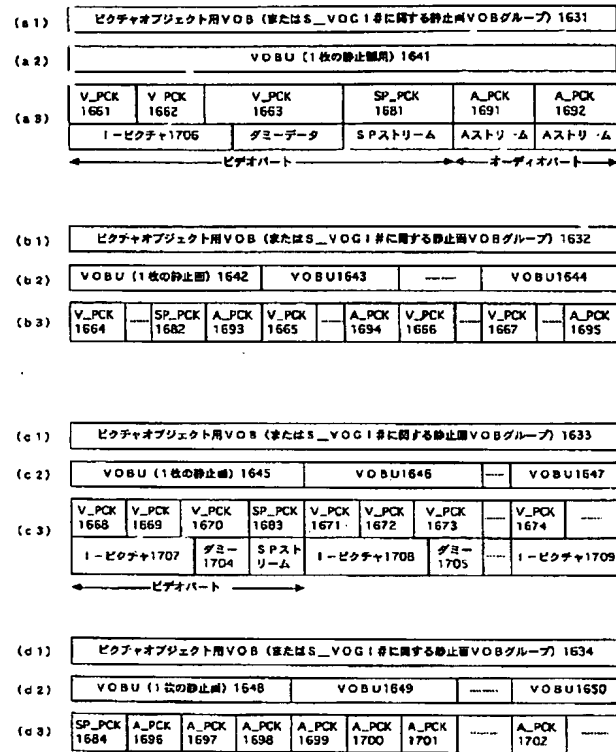 (a1) ピクチャオブジェクト用VOB (またはS__VOGI#に関する静止画VOBグループ) 1631
(a2) VOBU (1枚の静止画用) 1641
(a3)
V_PCK 1661 V_PCK 1662 V_PCK 1663 SP_PCK 1681 A_PCK 1691 A_PCK 1692
I-ピクチャ1706 ダミーデータ SPストリーム Aストリーム Aストリーム
ビデオパート オーディオパート
(b1) ピクチャオブジェクト用VOB (またはS__VOGI#に関する静止画VOBグループ) 1632
(b2) VOBU (1枚の静止画) 1642 VOBU1643 ------ VOBU1644
(b3) V_PCK 1664 ---- SP_PCK 1682 A_PCK 1693 V_PCK 1665 ---- A_PCK 1694 V_PCK 1666 ---- V_PCK 1667 ---- A_PCK 1695
(c1) ピクチャオブジェクト用VOB (またはS__VOGI#に関する静止画VOBグループ) 1633
(c2) VOBU (1枚の静止画) 1645 VOBU1646 ---- VOBU1647
(c3)
V_PCK 1668 V_PCK 1669 V_PCK 1670 SP_PCK 1683 V_PCK 1671 V_PCK 1672 V_PCK 1673 ---- V_PCK 1674 ----
I-ピクチャ1707 ダミー 1704 SPストリーム I-ピクチャ1708 ダミー 1705 ---- I-ピクチャ1709
ビデオパート
(d1) ピクチャオブジェクト用VOB (またはS__VOGI#に関する静止画VOBグループ) 1634
(d2) VOBU (1枚の静止画) 1648 VOBU1649 ------ VOBU1650
(d3) SP_PCK 1684 A_PCK 1696 A_PCK 1697 A_PCK 1698 A_PCK 1699 A_PCK 1700 A_PCK 1701 ------ A_PCK 1702 ----